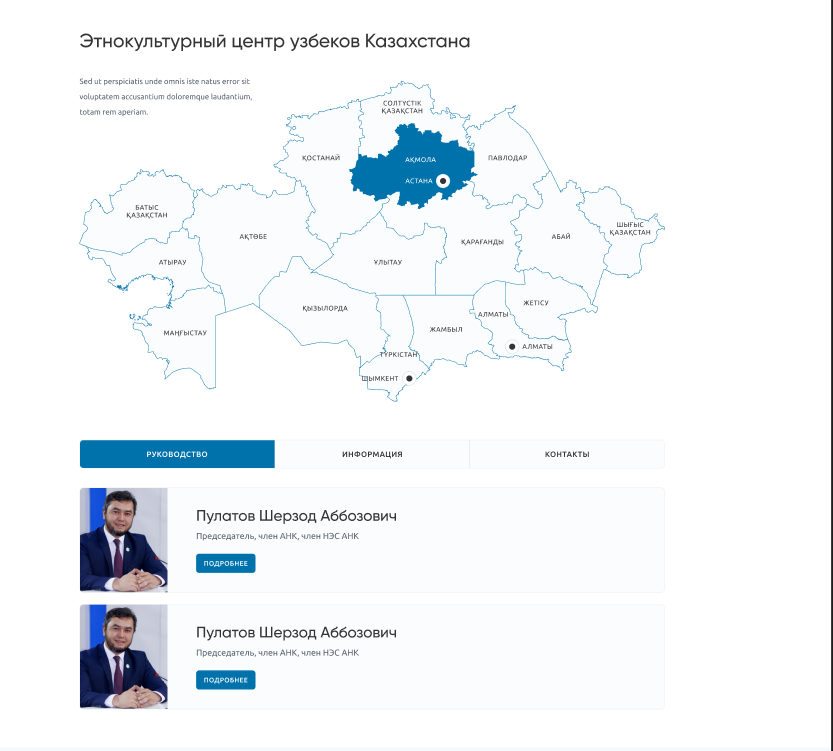 Этнокультурный центр узбеков Казахстана
Sed ut perspiciatis unde omnis iste natus error sit
voluptatem accusantium doloremque laudantium,
totam rem aperiam.
СОЛТҮСТІК
ҚАЗАҚСТАН
ҚОСТАНАЙ
АҚМОЛА
ПАВЛОДАР
АСТАНА
БАТЫС
ҚАЗАҚСТАН
АҚТӨБЕ
ҚАРАҒАНДЫ
АБАЙ
ШЫҒЫС
ҚАЗАҚСТАН
АТЫРАУ
ҰЛЫТАУ
МАҢҒЫСТАУ
ҚЫЗЫЛОРДА
ЖАМБЫЛ
АЛМАТЫ
ЖЕТІСУ
ТҮРКІСТАН
АЛМАТЫ
ШЫМКЕНТ
РУКОВОДСТВО
ИНФОРМАЦИЯ
КОНТАКТЫ
Пулатов Шерзод Аббозович
Председатель, член АНК, член НЭС АНК
ПОДРОБНЕЕ
Пулатов Шерзод Аббозович
Председатель, член АНК, член НЭС АНК
ПОДРОБНЕЕ